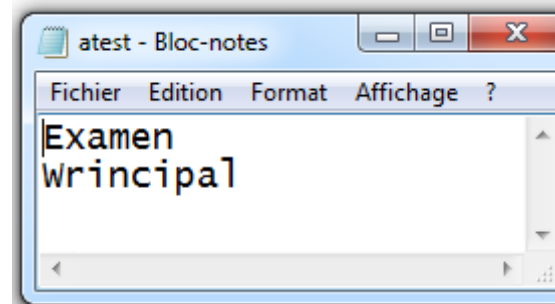 atest - Bloc-notes
Fichier Edition Format Affichage ?
Examen
Wrincipal